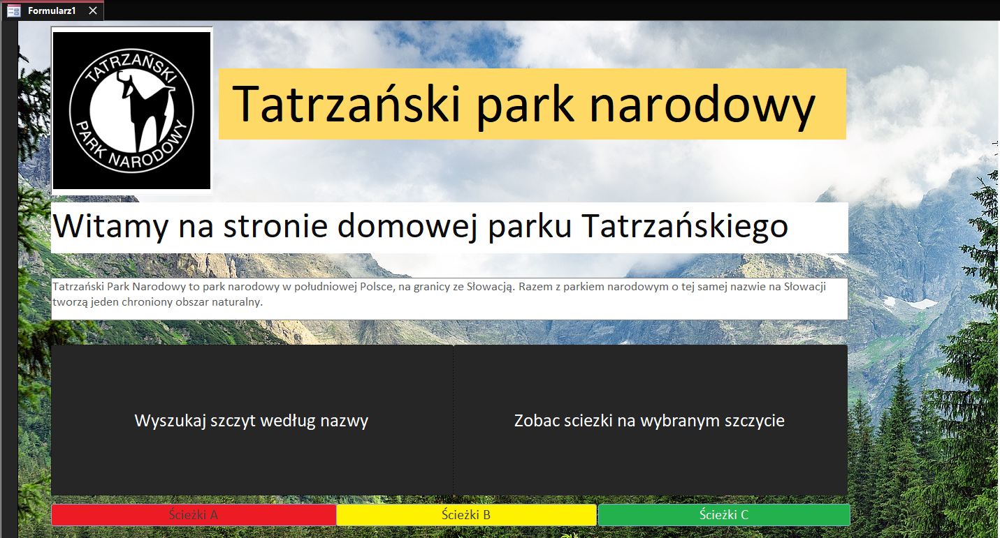 Formularz1
TATRZAŃSKI
PARK NARODOWY
Tatrzański park narodowy
Witamy na stronie domowej parku Tatrzańskiego
Tatrzański Park Narodowy to park narodowy w południowej Polsce, na granicy ze Słowacją. Razem z parkiem narodowym o tej samej nazwie na Słowacji
tworzą jeden chroniony obszar naturalny.
Wyszukaj szczyt według nazwy
Zobac sciezki na wybranym szczycie
Ścieżki A
Ścieżki B
Ścieżki C